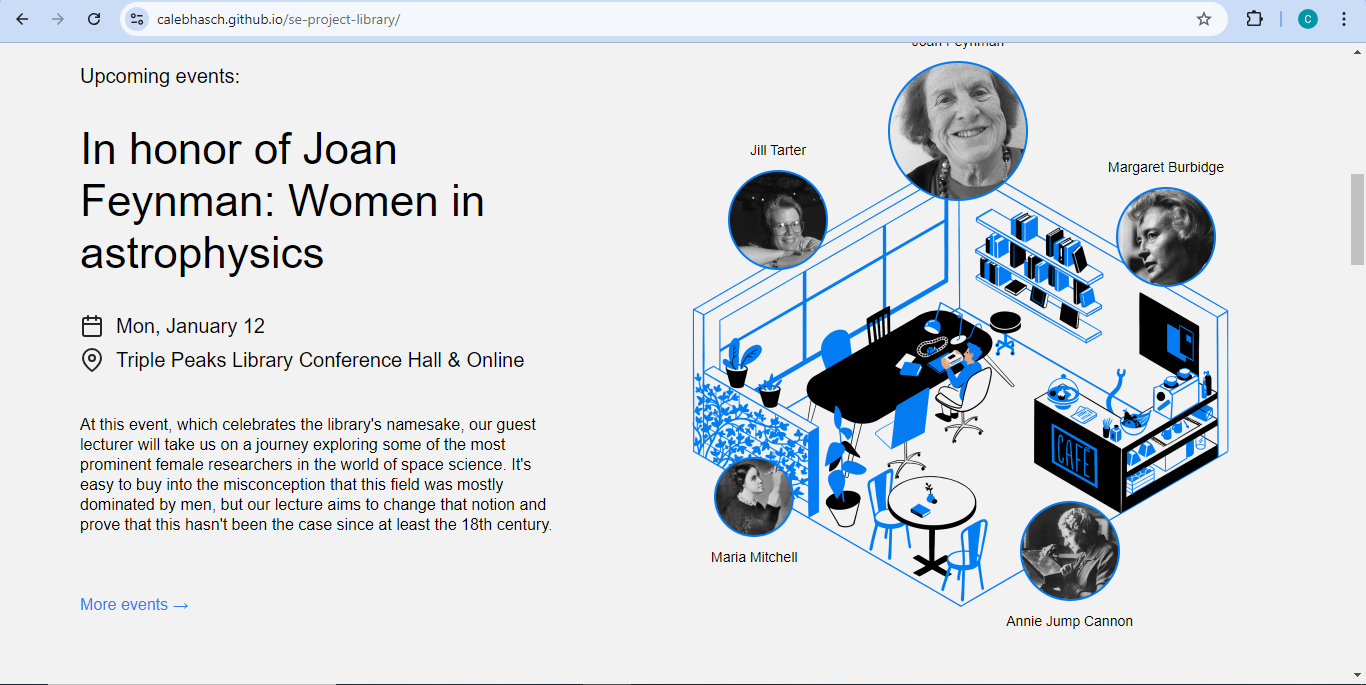 calebhasch.github.io/se-project-library/
C
Joan Feynman
Upcoming events:
In honor of Joan
Feynman: Women in
astrophysics
Mon, January 12
Triple Peaks Library Conference Hall & Online
At this event, which celebrates the library's namesake, our guest
lecturer will take us on a journey exploring some of the most
prominent female researchers in the world of space science. It's
easy to buy into the misconception that this field was mostly
dominated by men, but our lecture aims to change that notion and
prove that this hasn't been the case since at least the 18th century.
More events →
Jill Tarter
Margaret Burbidge
CAFE
Maria Mitchell
Annie Jump Cannon